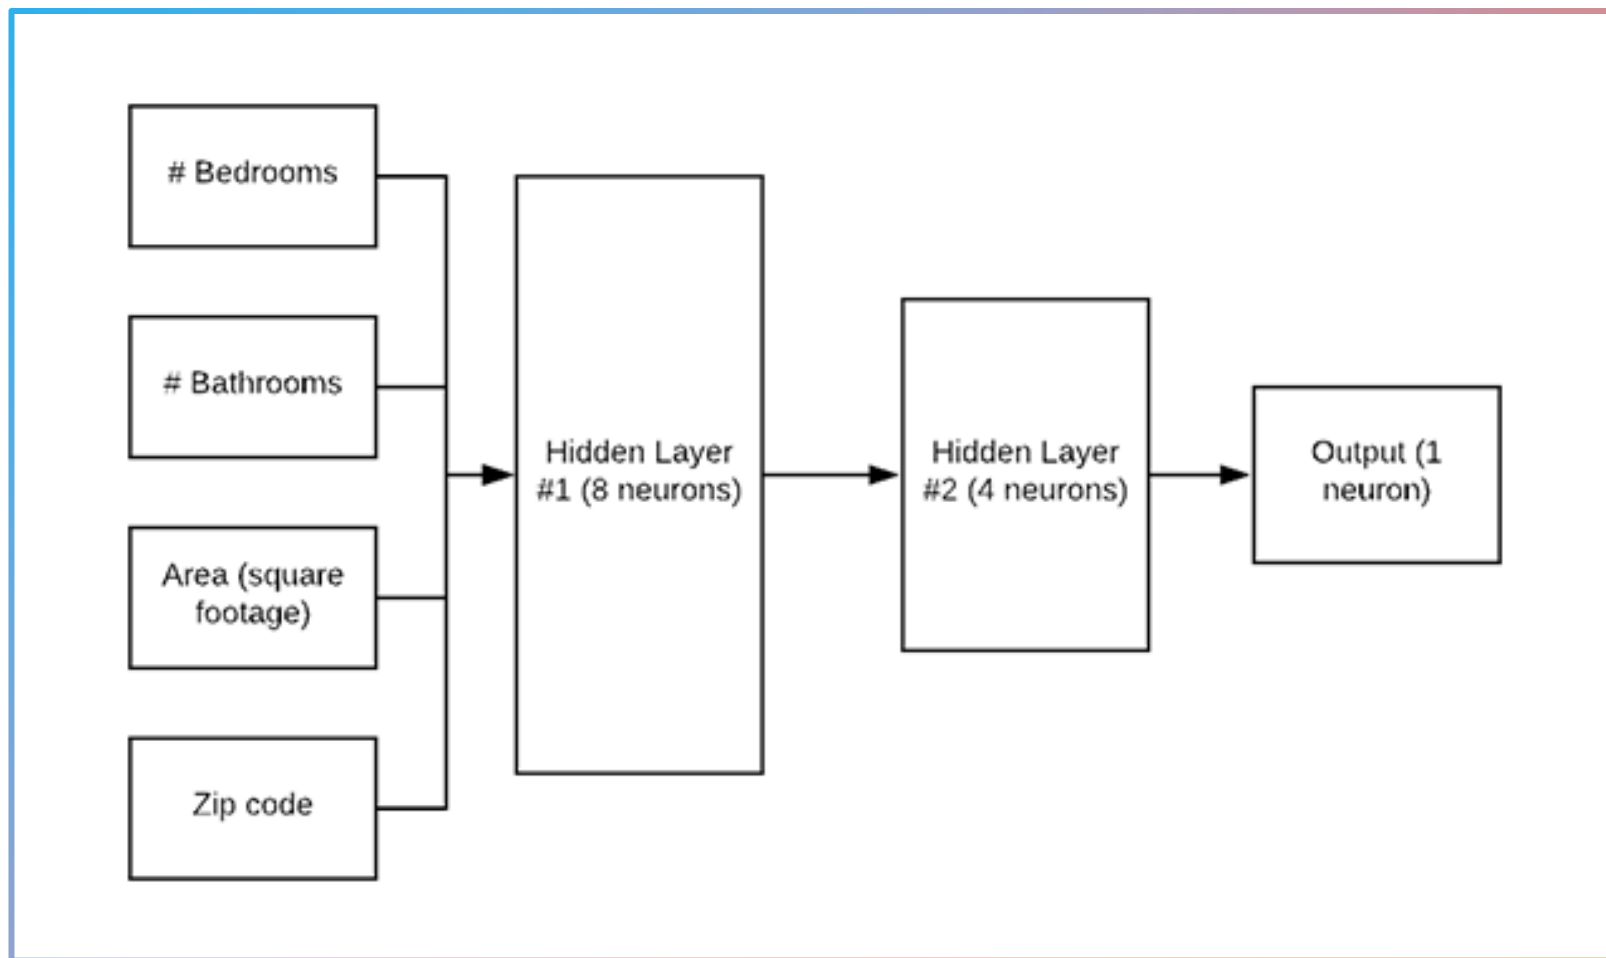 # Bedrooms
# Bathrooms
Area (square
footage)
Zip code
Hidden Layer
#1 (8 neurons)
Hidden Layer
#2 (4 neurons)
Output (1
neuron)